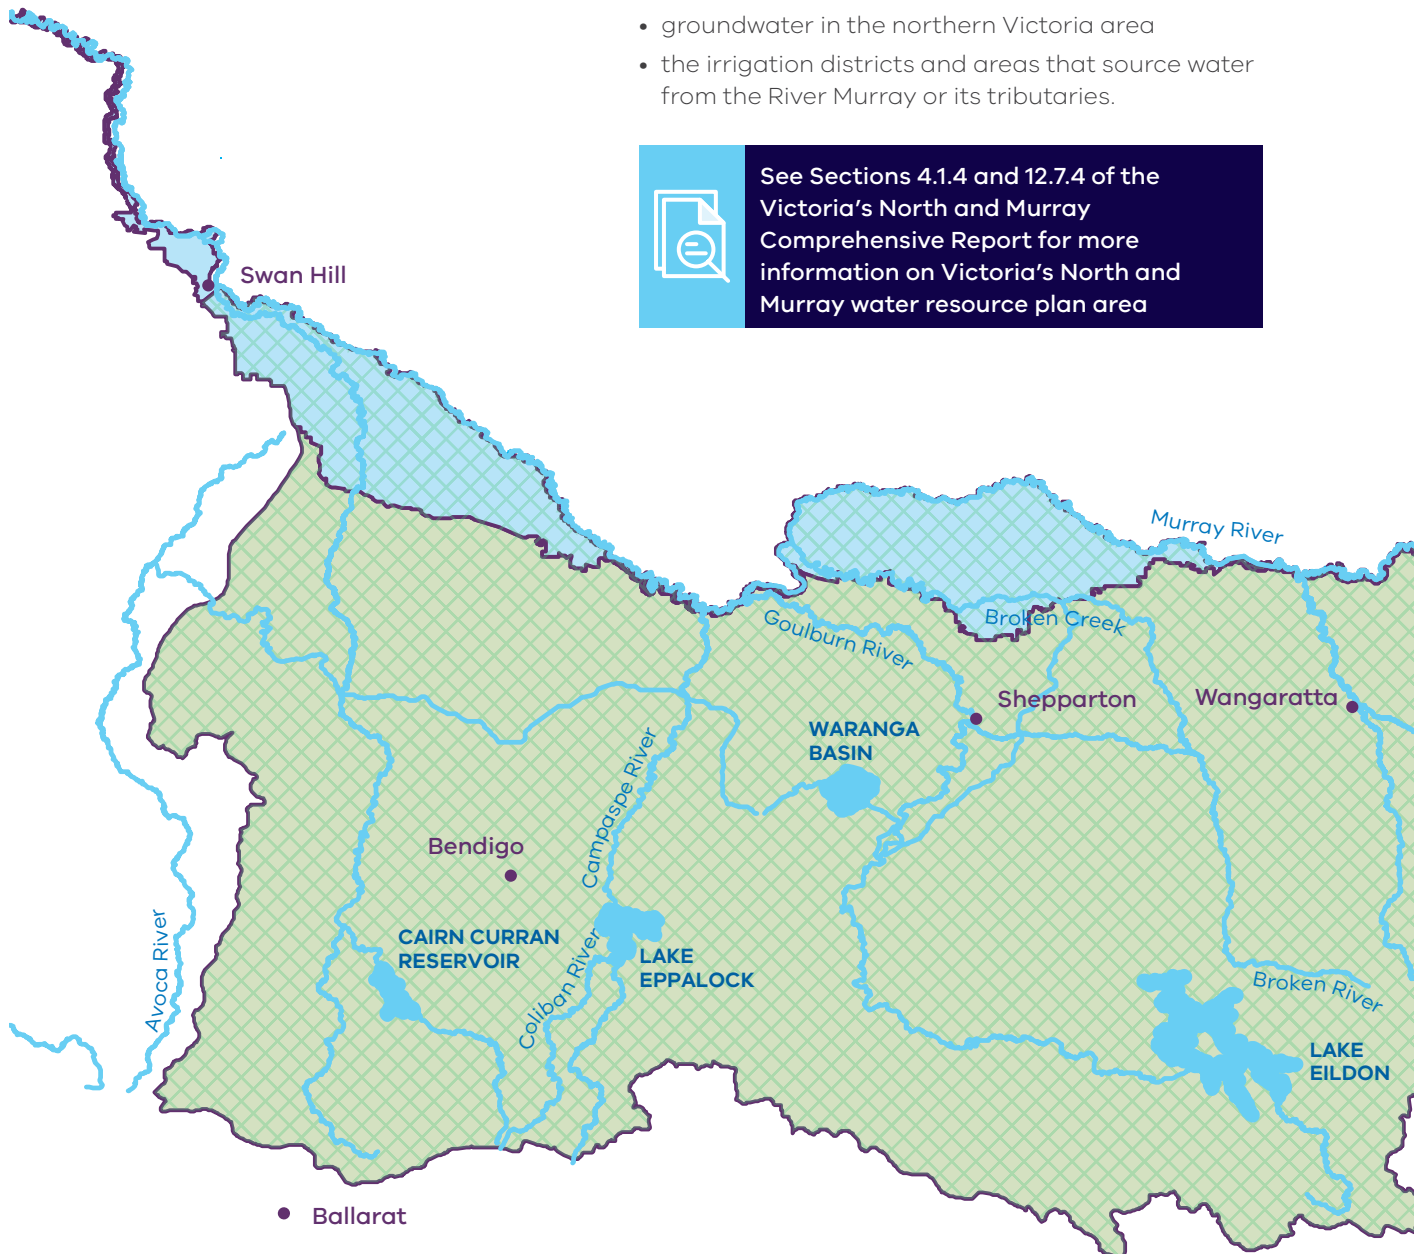 • groundwater in the northern Victoria area
• the irrigation districts and areas that source water
from the River Murray or its tributaries.
See Sections 4.1.4 and 12.7.4 of the
Victoria's North and Murray
Comprehensive Report for more
information on Victoria's North and
Murray water resource plan area
Swan Hill
Murray River
Goulburn River
Broken Creek
Shepparton
Wangaratta
WARANGA
BASIN
Campaspe River
Bendigo
Avoca River
CAIRN CURRAN
RESERVOIR
Coliban River
LAKE
EPPALOCK
Broken River
LAKE
EILDON
Ballarat